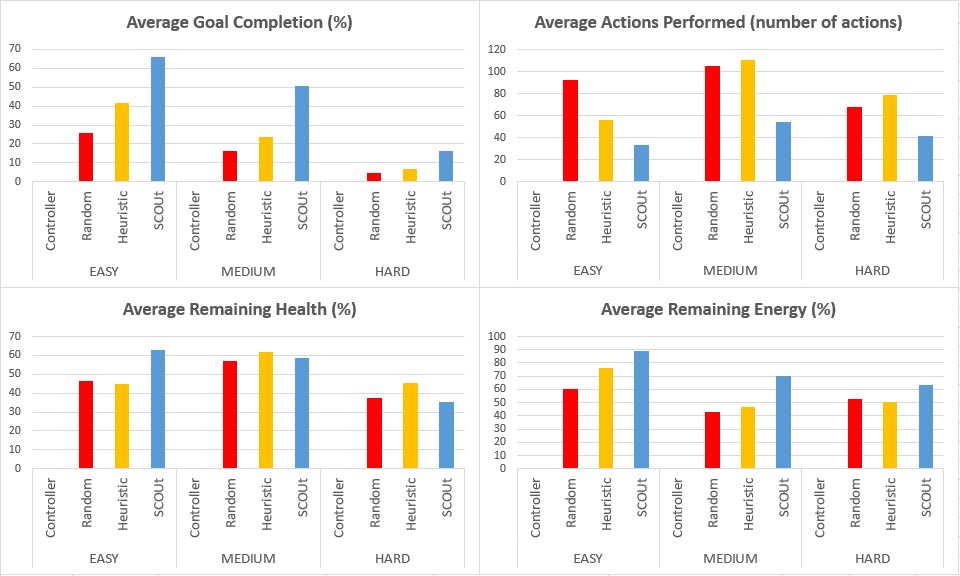 Average Goal Completion (%)
70
60
50
40
30
20
10
0
Controller
Random
Heuristic
SCOUt
Controller
Random
Heuristic
SCOUt
Controller
Random
Heuristic
SCOUt
EASY MEDIUM HARD
Average Actions Performed (number of actions)
120
100
80
60
40
20
0
Controller
Random
Heuristic
SCOUt
Controller
Random
Heuristic
SCOUt
Controller
Random
Heuristic
SCOUt
EASY MEDIUM HARD
Average Remaining Health (%)
70
60
50
40
30
20
10
0
Controller
Random
Heuristic
SCOUt
Controller
Random
Heuristic
SCOUt
Controller
Random
Heuristic
SCOUt
EASY MEDIUM HARD
Average Remaining Energy (%)
100
90
80
70
60
50
40
30
20
10
0
Controller
Random
Heuristic
SCOUt
Controller
Random
Heuristic
SCOUt
Controller
Random
Heuristic
SCOUt
EASY MEDIUM HARD